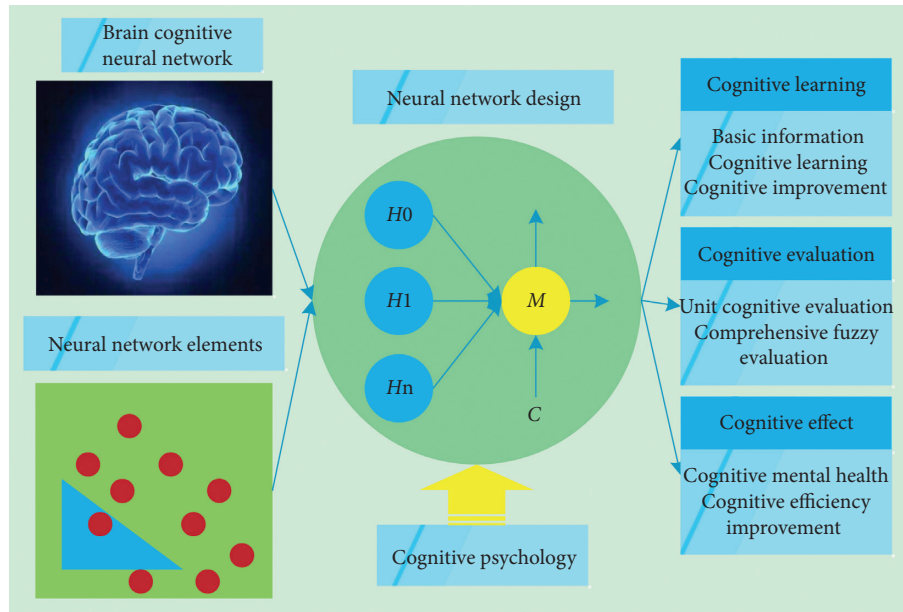 Brain cognitive
neural network
Neural network elements
Neural network design
H0
H1
Hn
M
C
Cognitive psychology
Cognitive learning
Basic information
Cognitive learning
Cognitive improvement
Cognitive evaluation
Unit cognitive evaluation
Comprehensive fuzzy
evaluation
Cognitive effect
Cognitive mental health
Cognitive efficiency
improvement